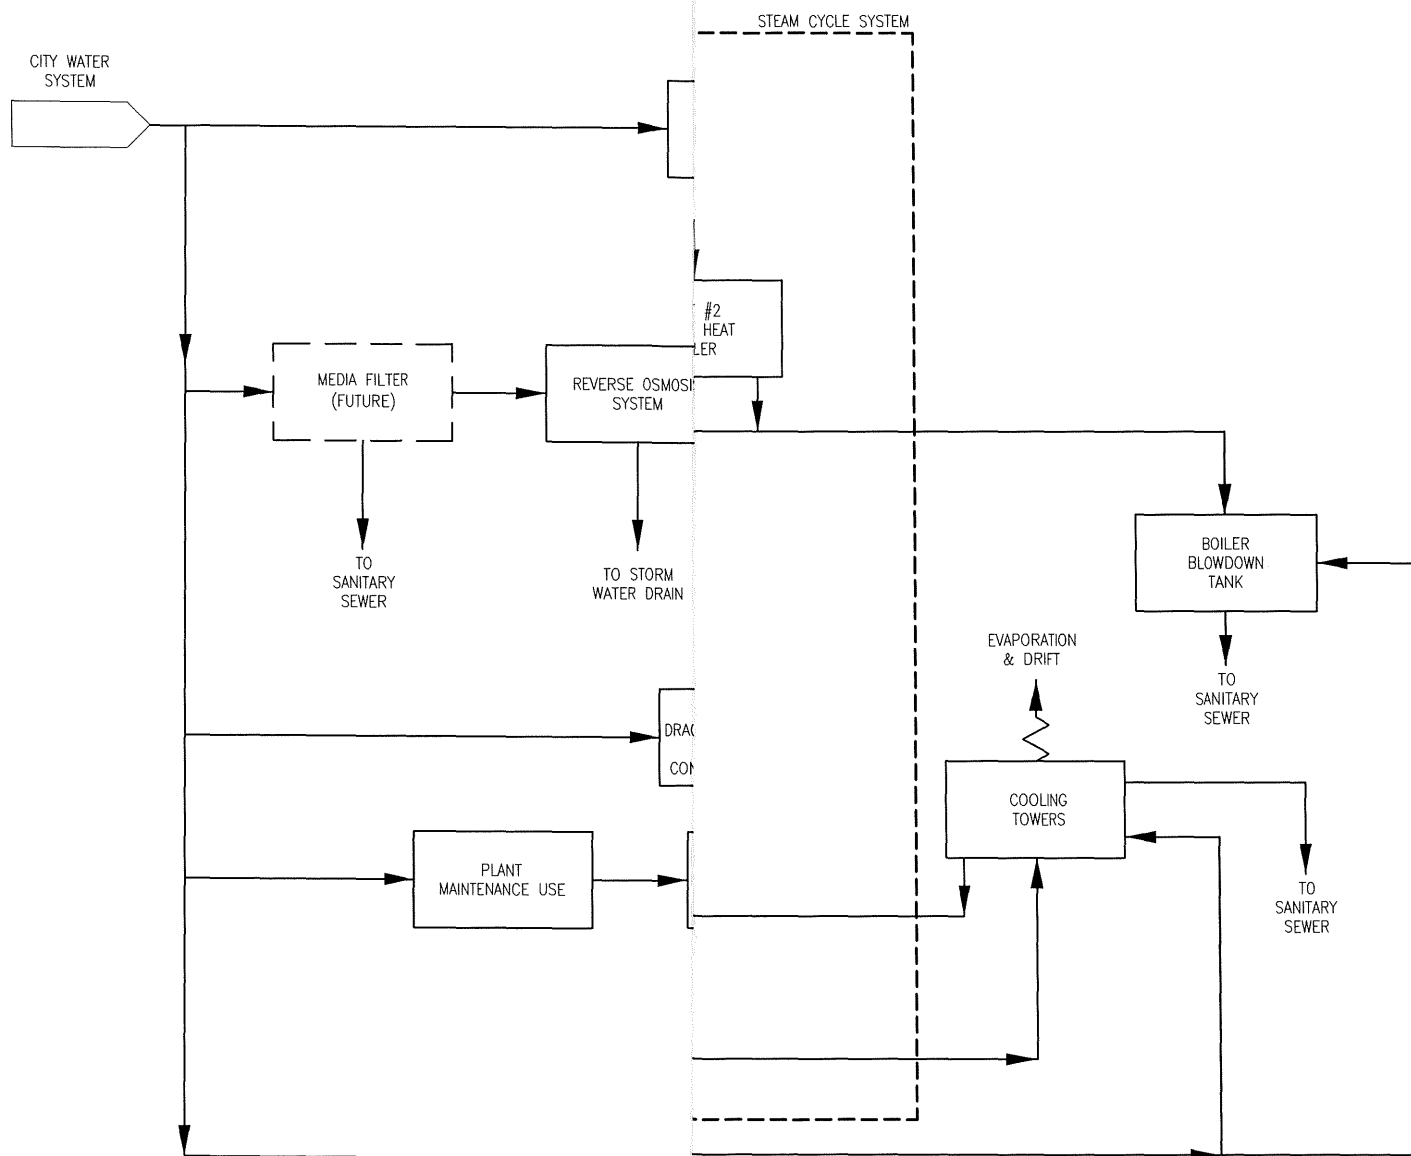 STEAM CYCLE SYSTEM
CITY WATER
SYSTEM
#2
HEAT
LER
MEDIA FILTER
(FUTURE)
REVERSE OSMOSI
SYSTEM
BOILER
BLOWDOWN
TANK
TO
SANITARY
SEWER
TO STORM
WATER DRAIN
EVAPORATION
& DRIFT
TO
SANITARY
SEWER
DRAG
CON
COOLING
TOWERS
PLANT
MAINTENANCE USE
TO
SANITARY
SEWER